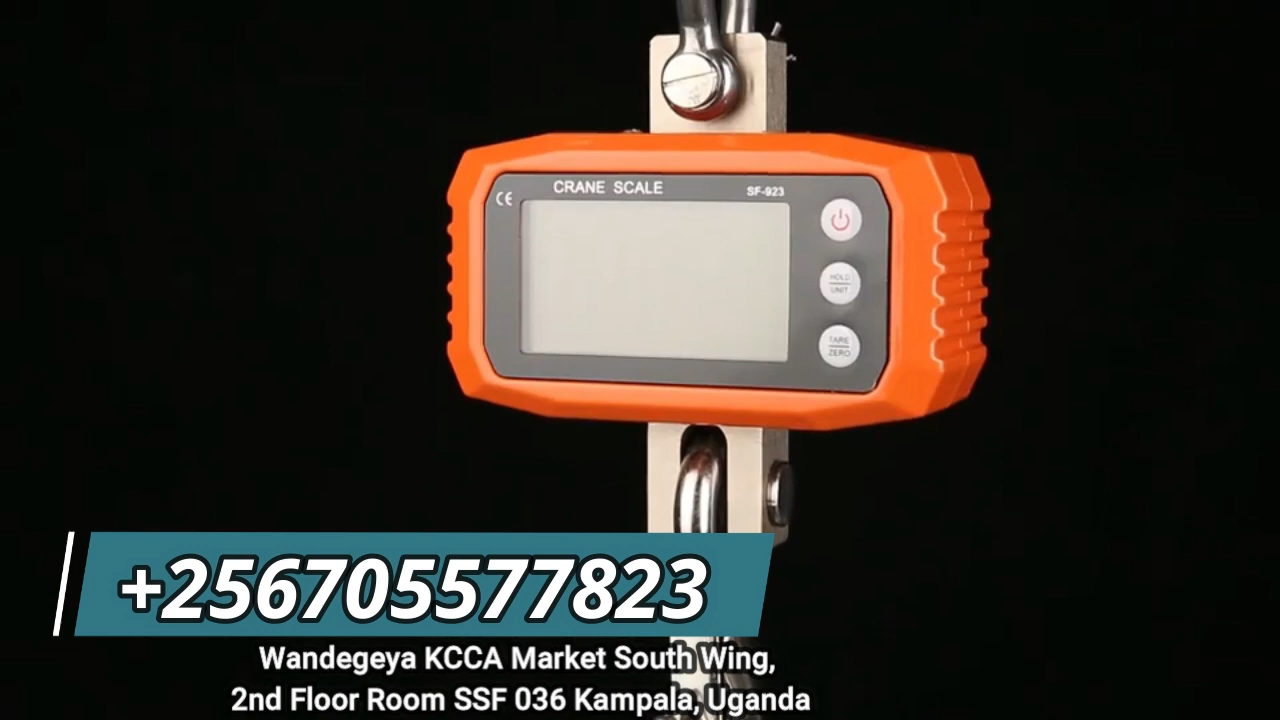 CE
CRANE SCALE
SF-923
HOLD
UNIT
TARE
ZERO
+256705577823
Wandegeya KCCA Market South Wing,
2nd Floor Room SSF 036 Kampala, Uganda